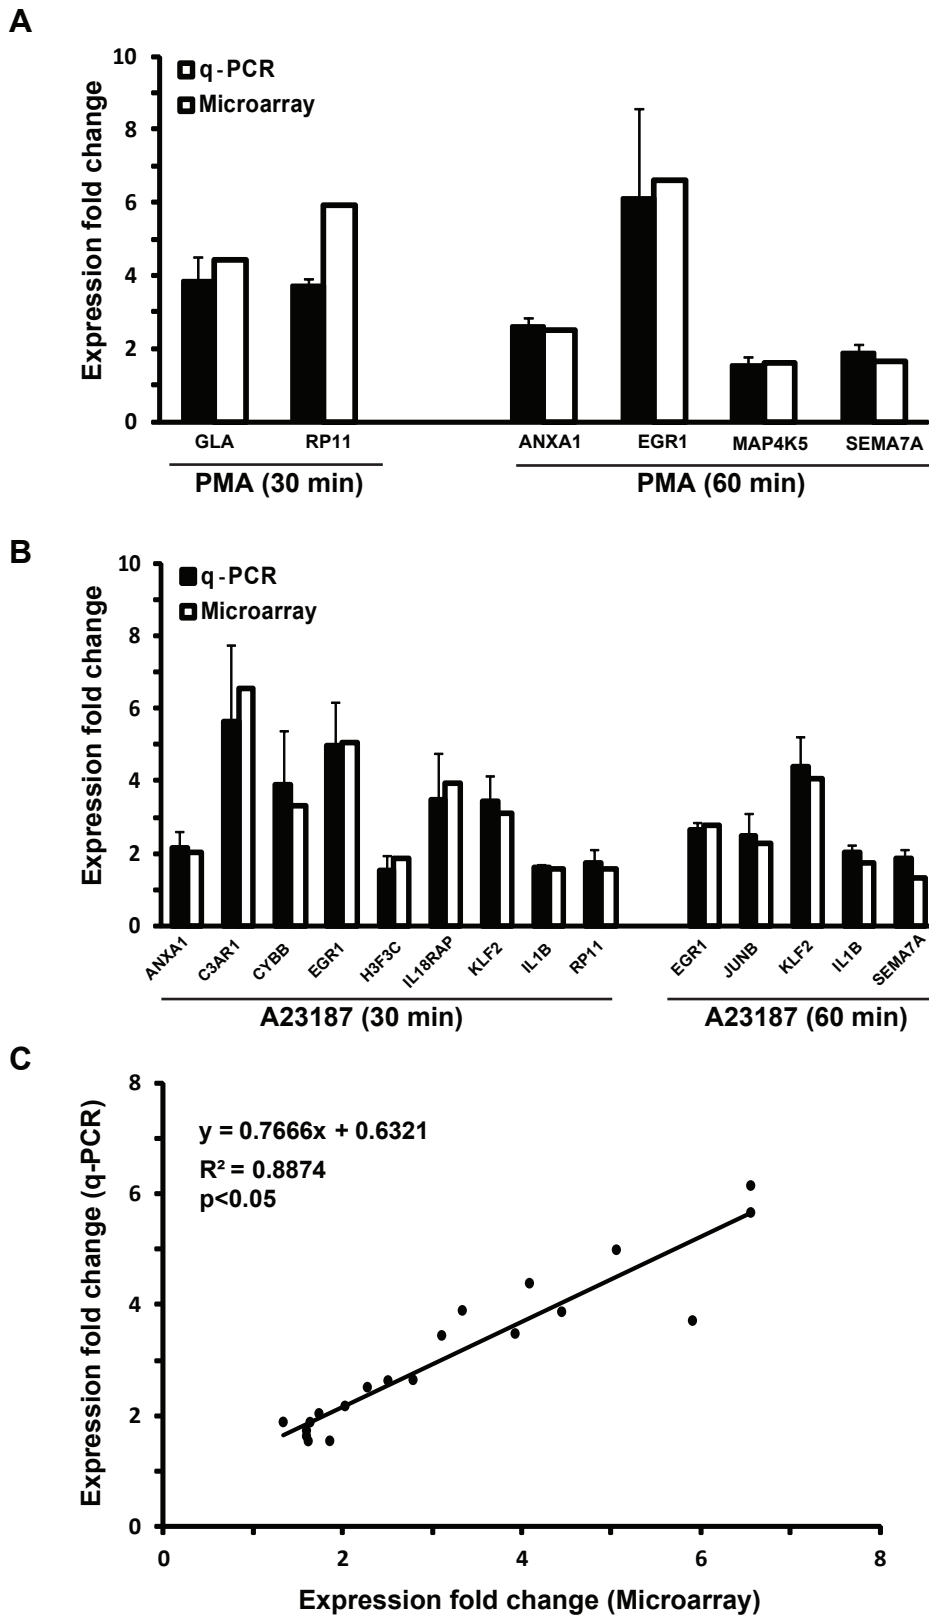 A
Expression fold change
10
8
6
4
2
0
q-PCR
Microarray
GLA RP11 ANXA1 EGR1 MAP4K5 SEMA7A
PMA (30 min) PMA (60 min)
B
Expression fold change
10
8
6
4
2
0
q-PCR
Microarray
ANXA1 C3AR1 CYBB EGR1 H3F3C IL18RAP KLF2 IL1B RP11 EGR1 JUNB KLF2 IL1B SEMA7A
A23187 (30 min) A23187 (60 min)
C
Expression fold change (q-PCR)
8
6
4
2
0
y = 0.7666x + 0.6321
R² = 0.8874
p<0.05
0 2 4 6 8
Expression fold change (Microarray)